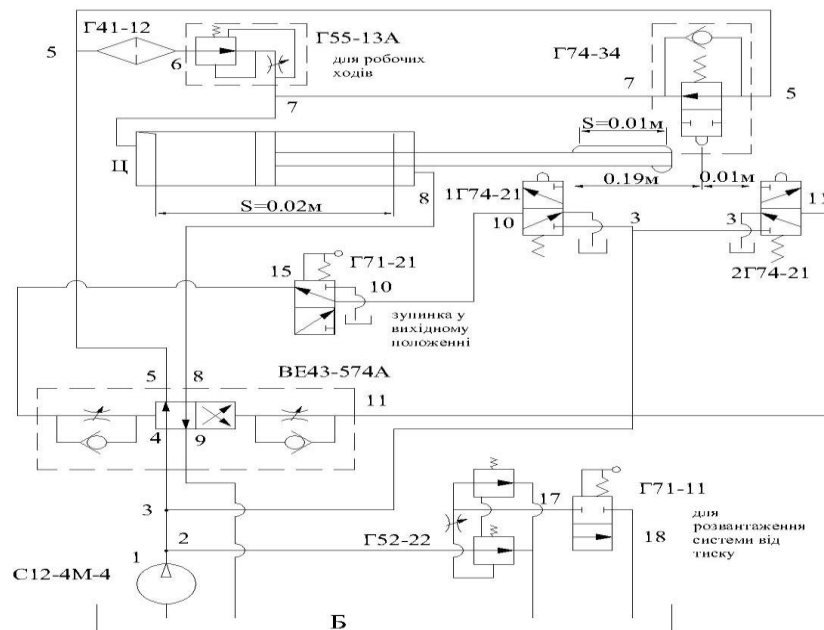 Г41-12
5
6
Г55-13А
для робочих
ходів
Г74-34
7
7
5
S=0.01м
Ц
8
0.19м
0.01м
S=0.02м
1Г74-21
10
3
3
11
2Г74-21
Г71-21
15
10
зупинка у
вихідному
положенні
ВЕ43-574А
5
8
11
4
9
3
17
Г71-11
2
Г52-22
18
для
розвантаження
системи від
тиску
1
С12-4М-4
Б